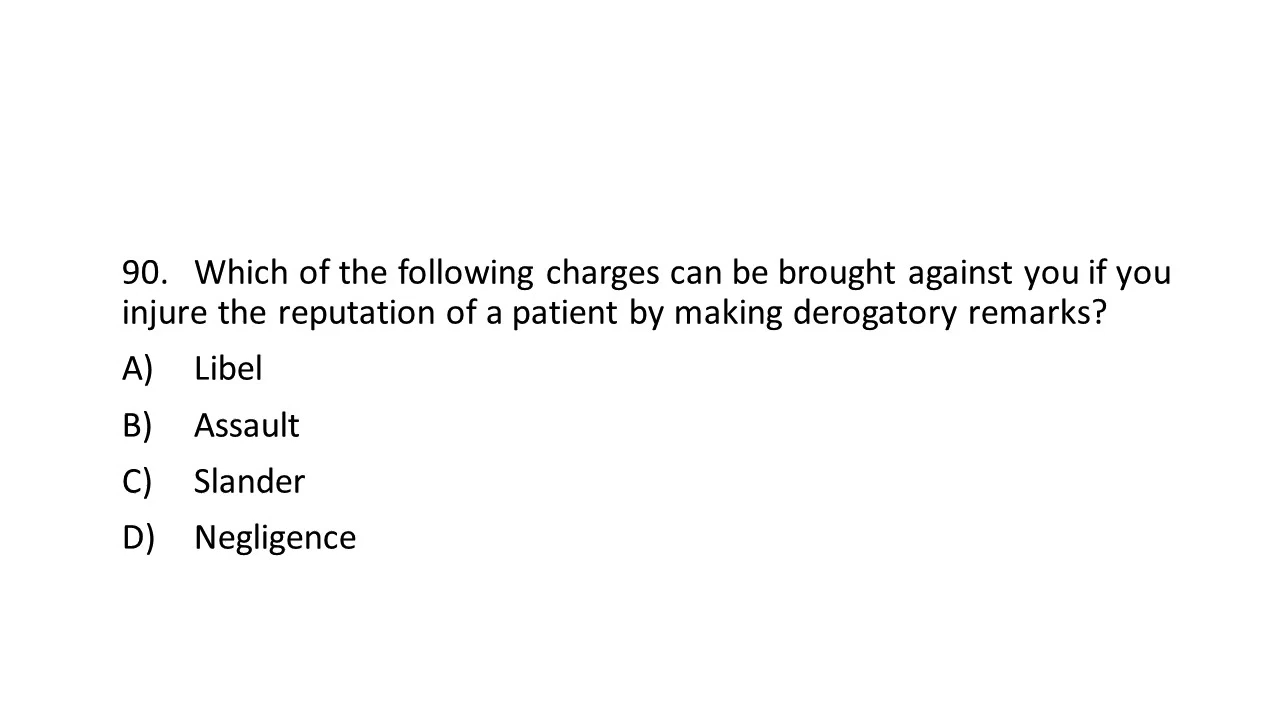 90. Which of the following charges can be brought against you if you
injure the reputation of a patient by making derogatory remarks?
A) Libel
B) Assault
C) Slander
D) Negligence